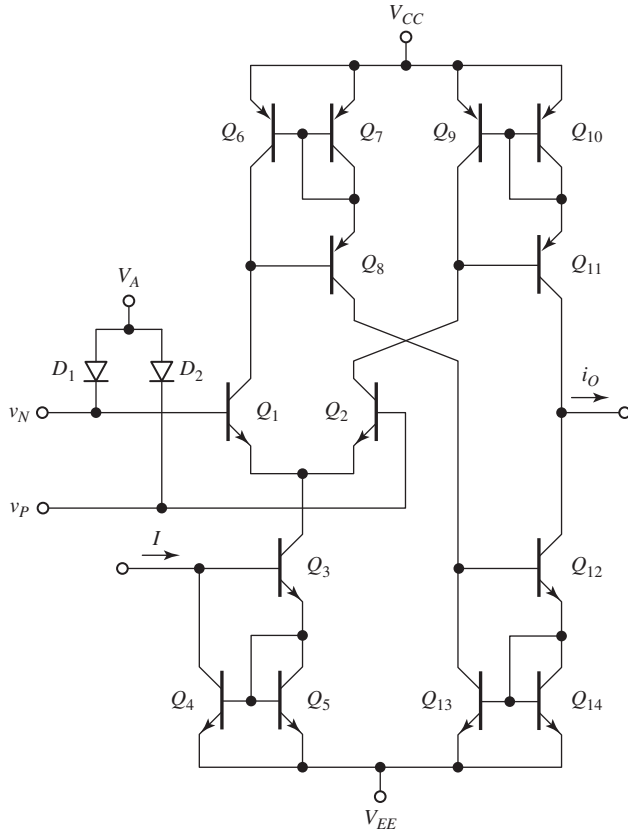 V_CC
Q_6
Q_7
Q_9
Q_10
Q_8
Q_11
V_A
D_1
D_2
i_O
v_N
Q_1
Q_2
v_P
I
Q_3
Q_12
Q_4
Q_5
Q_13
Q_14
V_EE